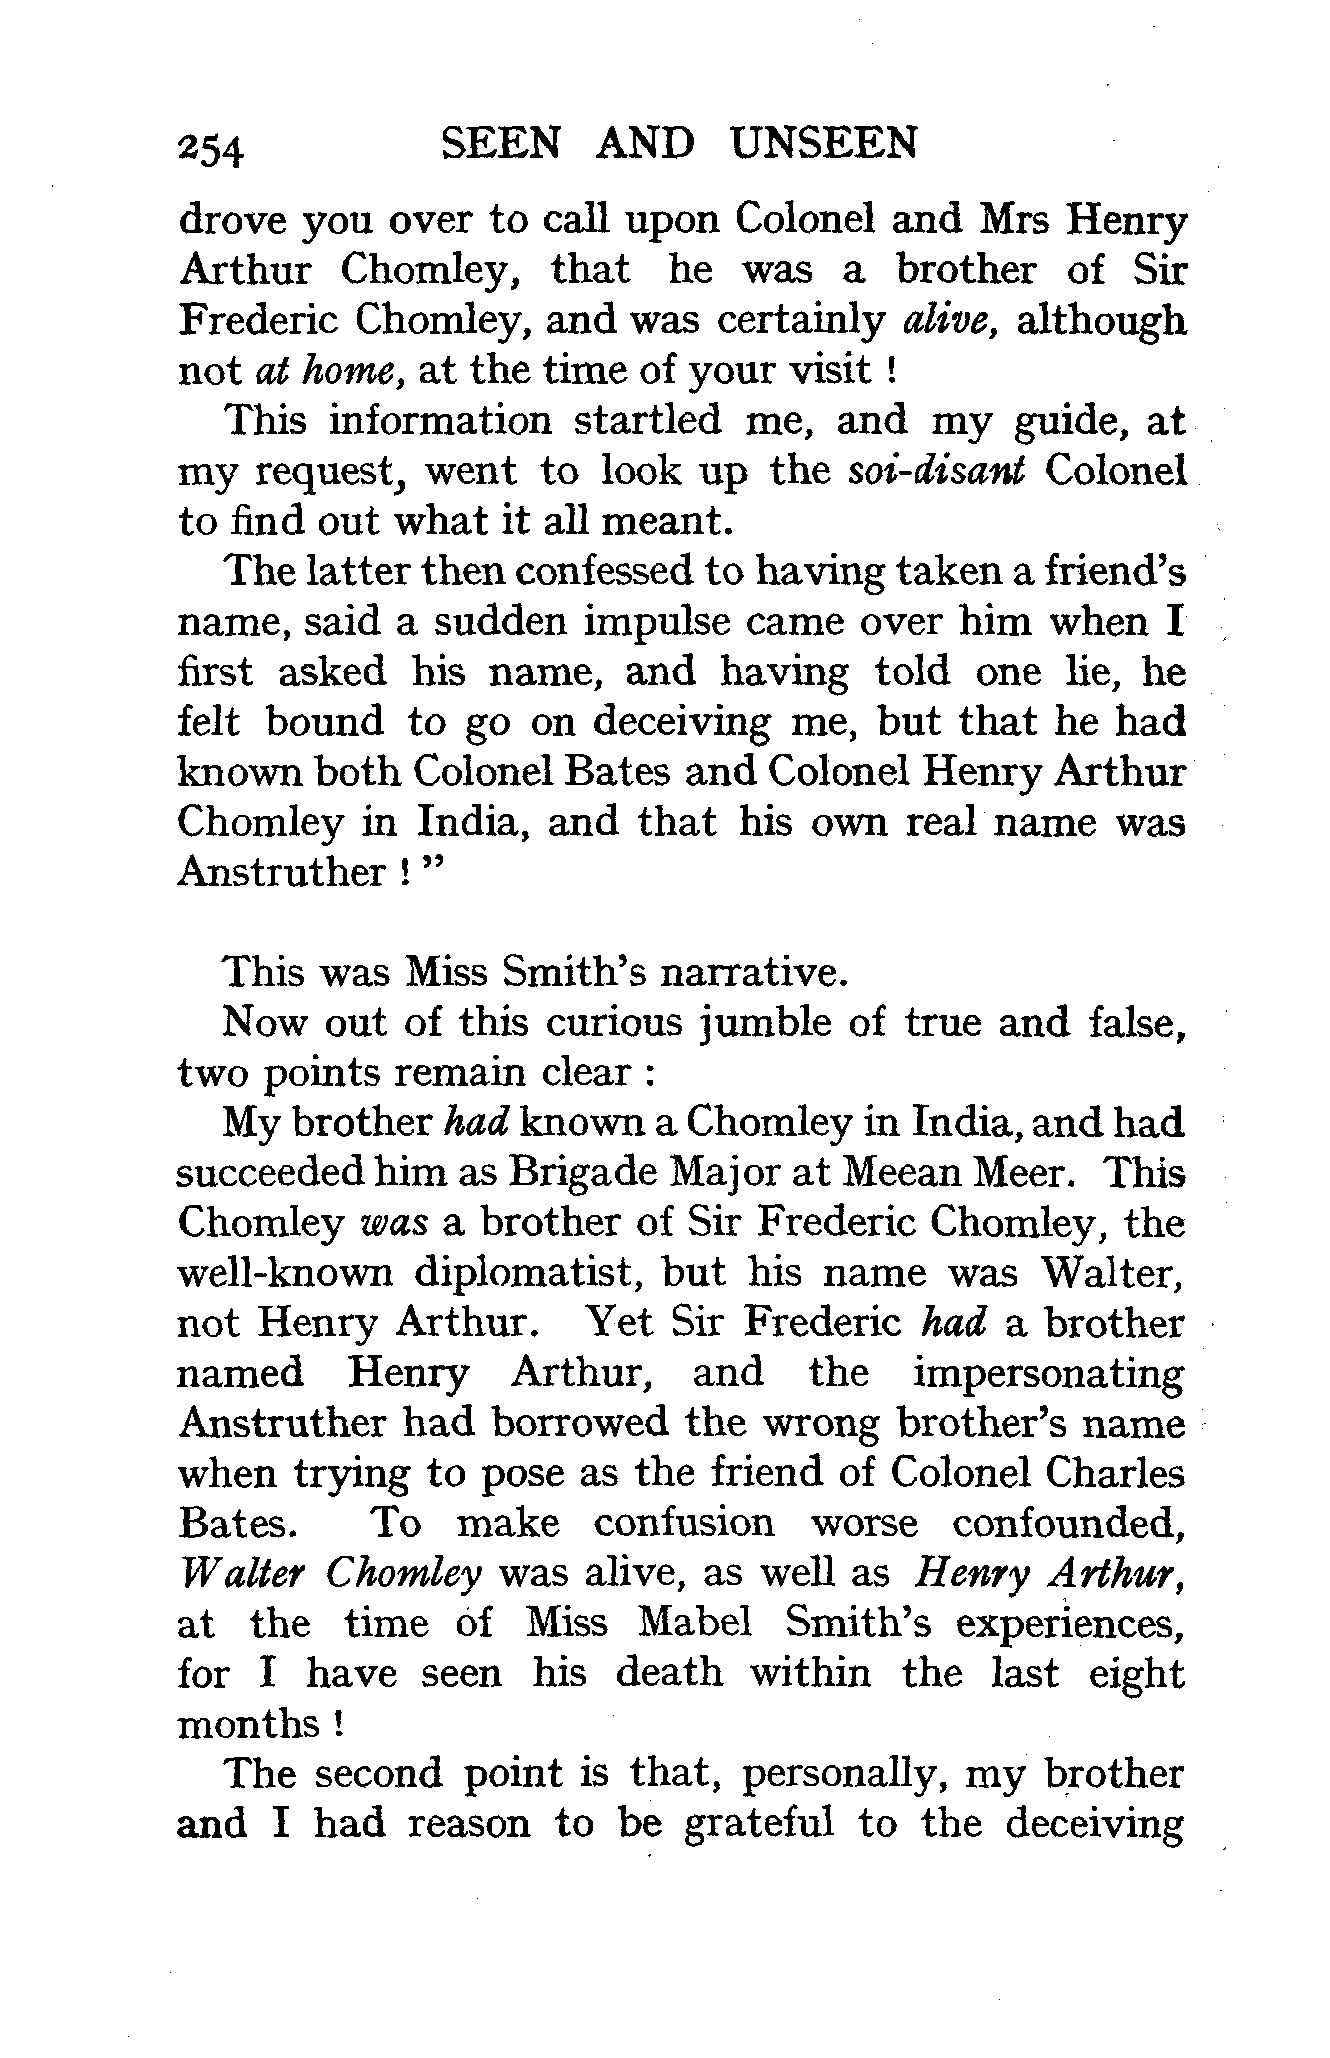 254 SEEN AND UNSEEN
drove you over to call upon Colonel and Mrs Henry
Arthur Chomley, that he was a brother of Sir
Frederic Chomley, and was certainly alive, although
not at home, at the time of your visit !
This information startled me, and my guide, at
my request, went to look up the soi-disant Colonel
to find out what it all meant.
The latter then confessed to having taken a friend's
name, said a sudden impulse came over him when I
first asked his name, and having told one lie, he
felt bound to go on deceiving me, but that he had
known both Colonel Bates and Colonel Henry Arthur
Chomley in India, and that his own real name was
Anstruther ! ”
This was Miss Smith's narrative.
Now out of this curious jumble of true and false,
two points remain clear :
My brother had known a Chomley in India, and had
succeeded him as Brigade Major at Meean Meer. This
Chomley was a brother of Sir Frederic Chomley, the
well-known diplomatist, but his name was Walter,
not Henry Arthur. Yet Sir Frederic had a brother
named Henry Arthur, and the impersonating
Anstruther had borrowed the wrong brother's name
when trying to pose as the friend of Colonel Charles
Bates. To make confusion worse confounded,
Walter Chomley was alive, as well as Henry Arthur,
at the time of Miss Mabel Smith's experiences,
for I have seen his death within the last eight
months !
The second point is that, personally, my brother
and I had reason to be grateful to the deceiving